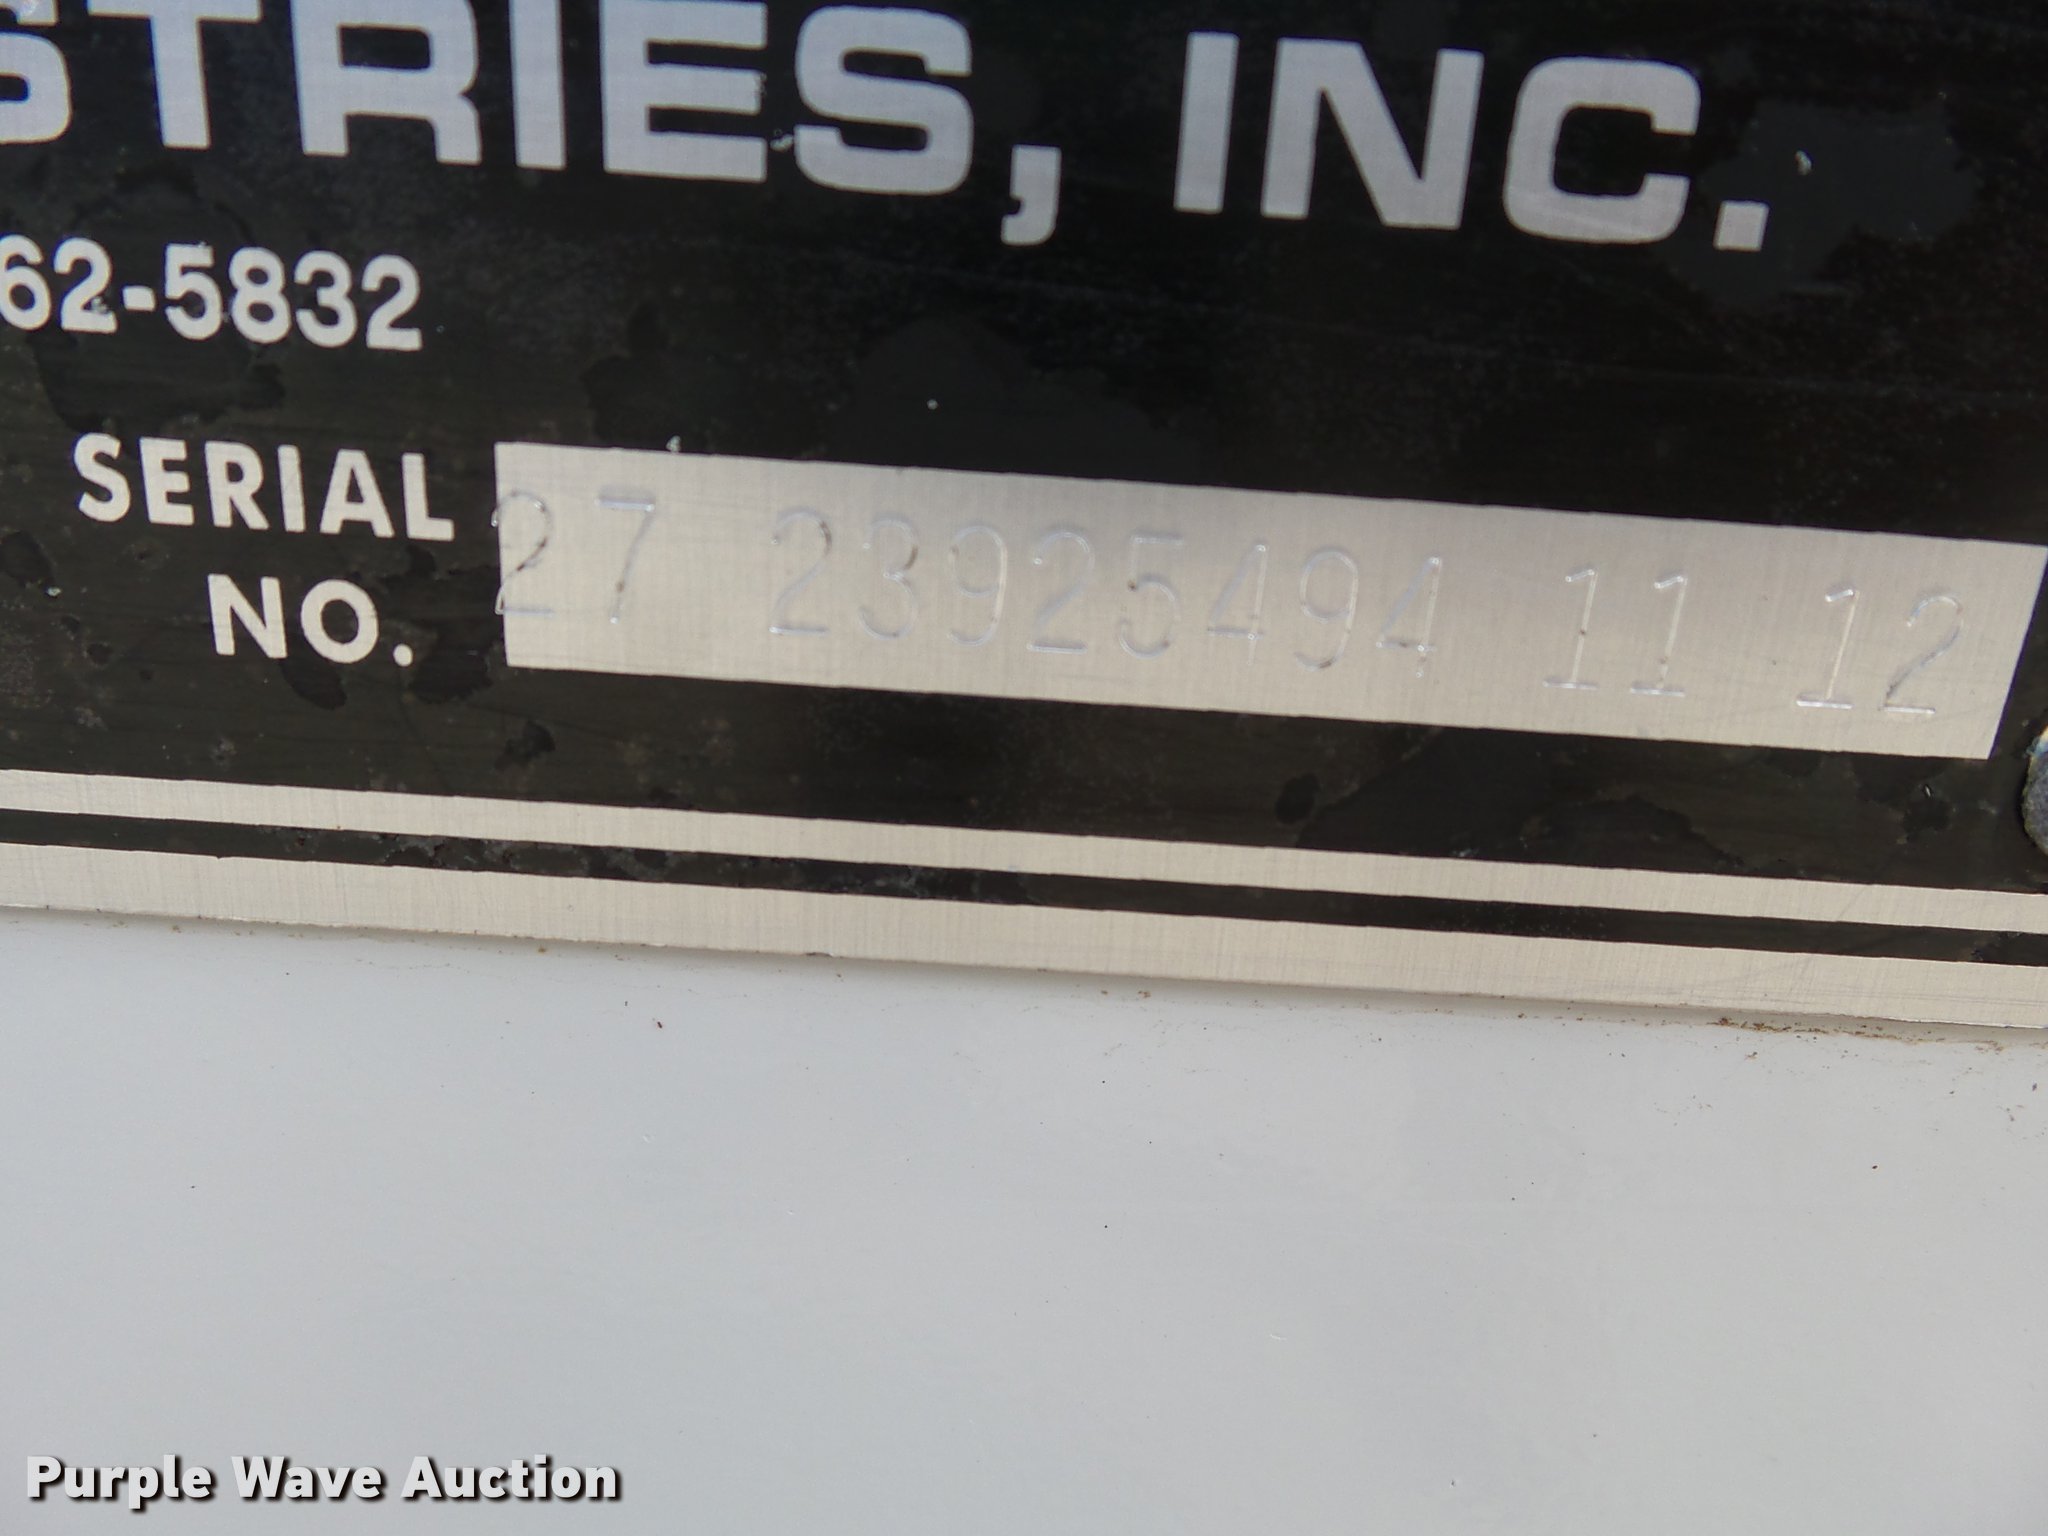 STRIES, INC.
62-5832
SERIAL
NO.
27 23925494 11 12
Purple Wave Auction